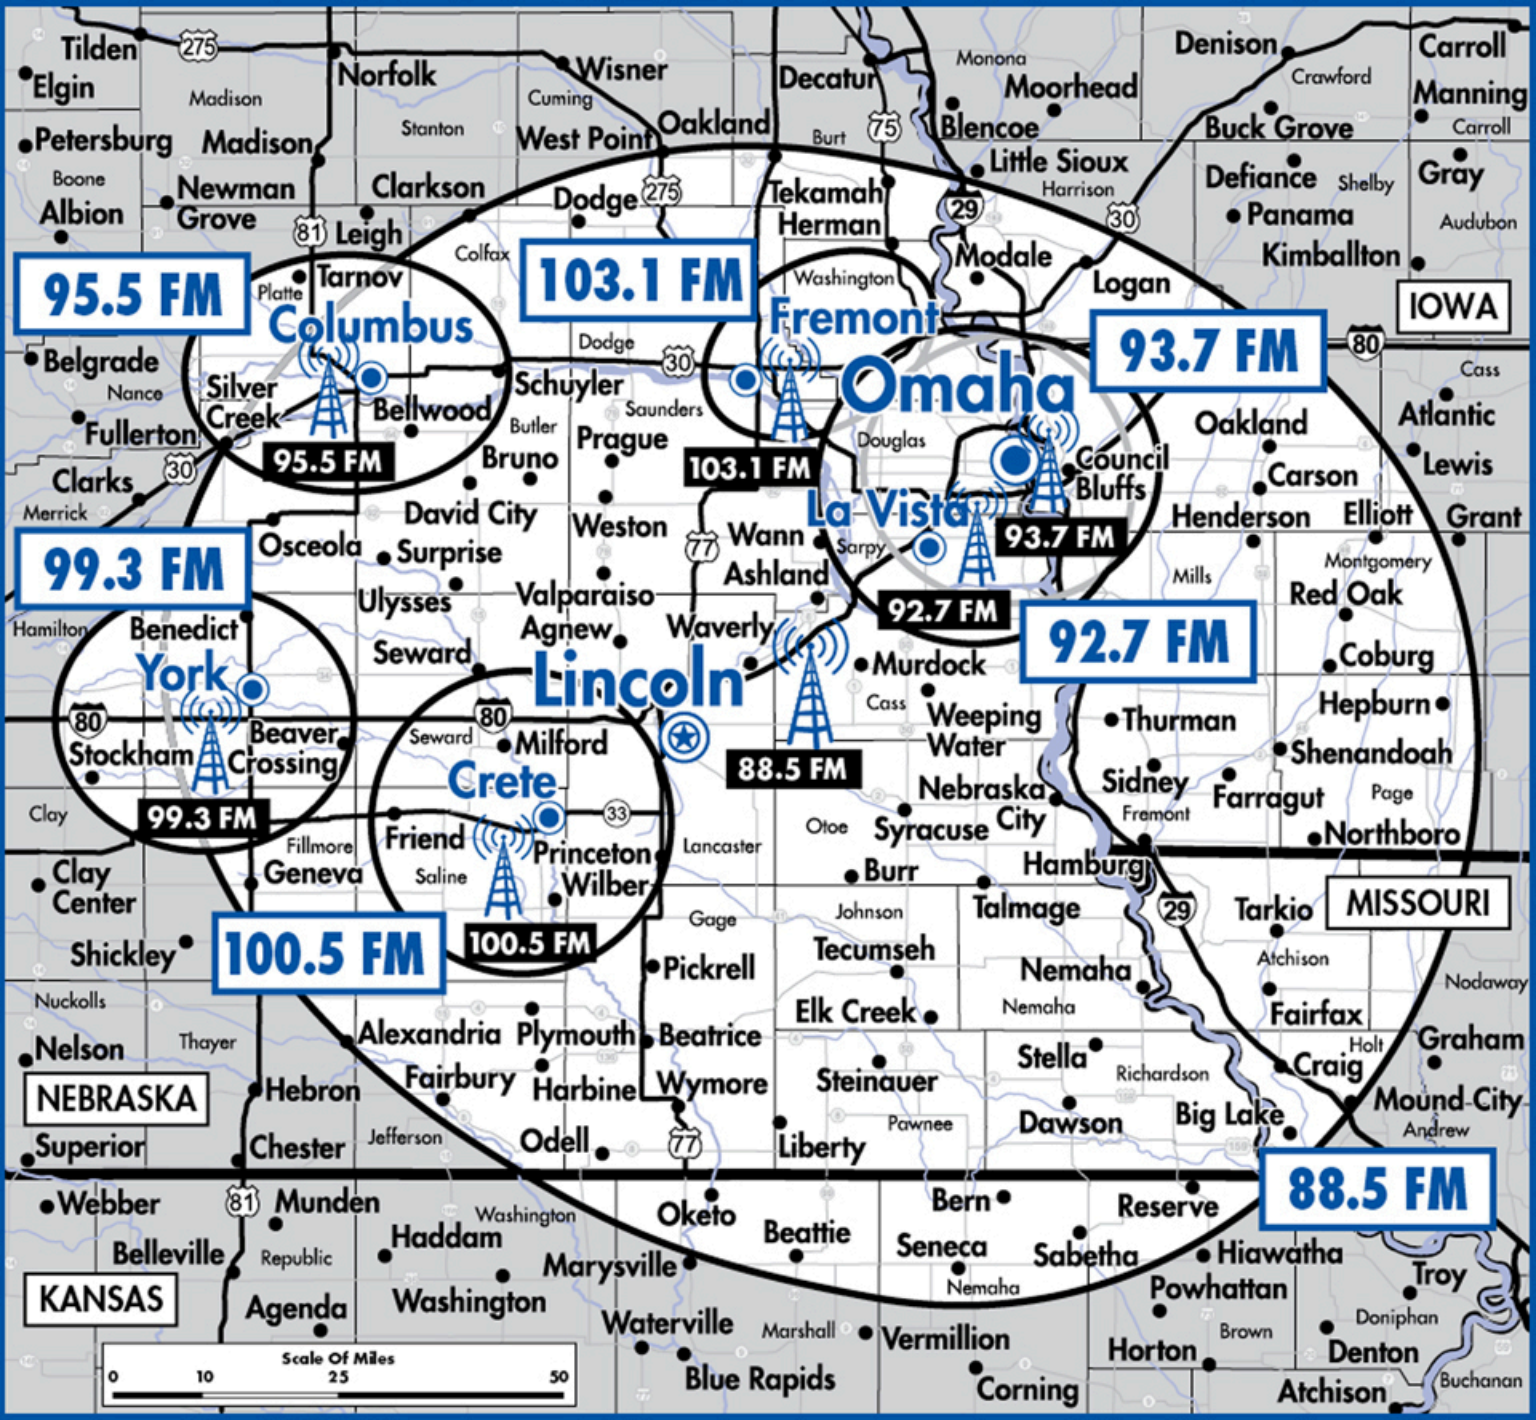 Tilden
275
Norfolk
Wisner
Decatur
Monona
Moorhead
Denison
Crawford
Carroll
Elgin
Madison
Cuming
Stanton
75
Blencoe
Buck Grove
Manning
Carroll
Petersburg
Madison
West Point
Oakland
Burt
Little Sioux
Harrison
Defiance
Shelby
Gray
Boone
Newman
Grove
Clarkson
Dodge
275
Tekamah
Herman
29
30
Panama
Audubon
Albion
81
Leigh
Colfax
Modale
Kimballton
95.5 FM
Platte
Tarnov
103.1 FM
Washington
Logan
IOWA
Columbus
Fremont
93.7 FM
80
Belgrade
Nance
Dodge
30
Omaha
Cass
Silver
Creek
Bellwood
Schuyler
Saunders
Atlantic
Fullerton
Butler
Prague
Douglas
Oakland
30
95.5 FM
Bruno
103.1 FM
Council
Bluffs
Carson
Lewis
Clarks
Merrick
David City
Weston
La Vista
93.7 FM
Henderson
Elliott
Grant
Osceola
Surprise
77
Wann
Sarpy
Montgomery
99.3 FM
Ashland
Mills
Ulysses
Valparaiso
92.7 FM
Red Oak
Hamilton
Benedict
Agnew
Waverly
92.7 FM
York
Seward
Lincoln
Murdock
Coburg
80
Beaver
Crossing
Stockham
80
Seward
Milford
Cass
Weeping
Water
Thurman
Hepburn
Crete
88.5 FM
Shenandoah
Nebraska
City
Sidney
Farragut
Page
Fremont
Clay
99.3 FM
Friend
33
Otoe
Syracuse
Northboro
Fillmore
Princeton
Lancaster
Hamburg
Clay
Center
Geneva
Saline
Wilber
Burr
MISSOURI
Talmage
29
Tarkio
Shickley
100.5 FM
100.5 FM
Gage
Johnson
Tecumseh
Atchison
Pickrell
Nemaha
Nodaway
Nuckolls
Elk Creek
Nemaha
Fairfax
Nelson
Thayer
Alexandria
Plymouth
Beatrice
Holt
Graham
Stella
Craig
NEBRASKA
Hebron
Fairbury
Harbine
Wymore
Steinauer
Richardson
Mound City
Superior
Chester
Jefferson
Odell
77
Liberty
Pawnee
Dawson
Big Lake
Andrew
Webber
81
Munden
Washington
Oketo
Bern
Reserve
88.5 FM
Belleville
Republic
Haddam
Marysville
Beattie
Seneca
Sabetha
Hiawatha
KANSAS
Agenda
Washington
Nemaha
Powhattan
Troy
Waterville
Marshall
Vermillion
Brown
Doniphan
Scale Of Miles
0 10 25 50
Blue Rapids
Corning
Horton
Denton
Atchison
Buchanan